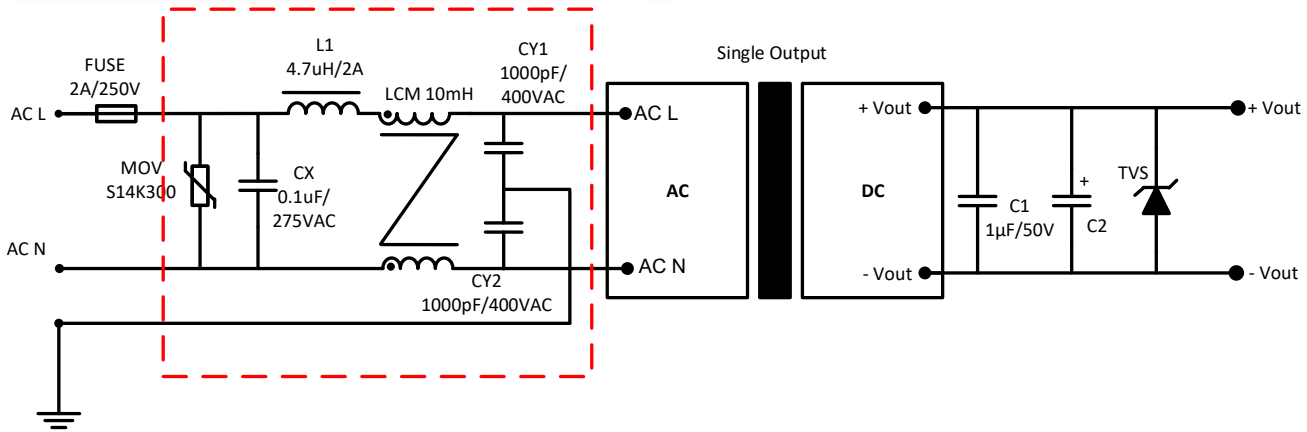 FUSE
2A/250V
AC L
MOV
S14K300
CX
0.1uF/
275VAC
AC N
L1
4.7uH/2A
LCM 10mH
CY1
1000pF/
400VAC
CY2
1000pF/400VAC
Single Output
AC L
AC
AC N
+ Vout
DC
- Vout
C1
1µF/50V
+
C2
TVS
+ Vout
- Vout